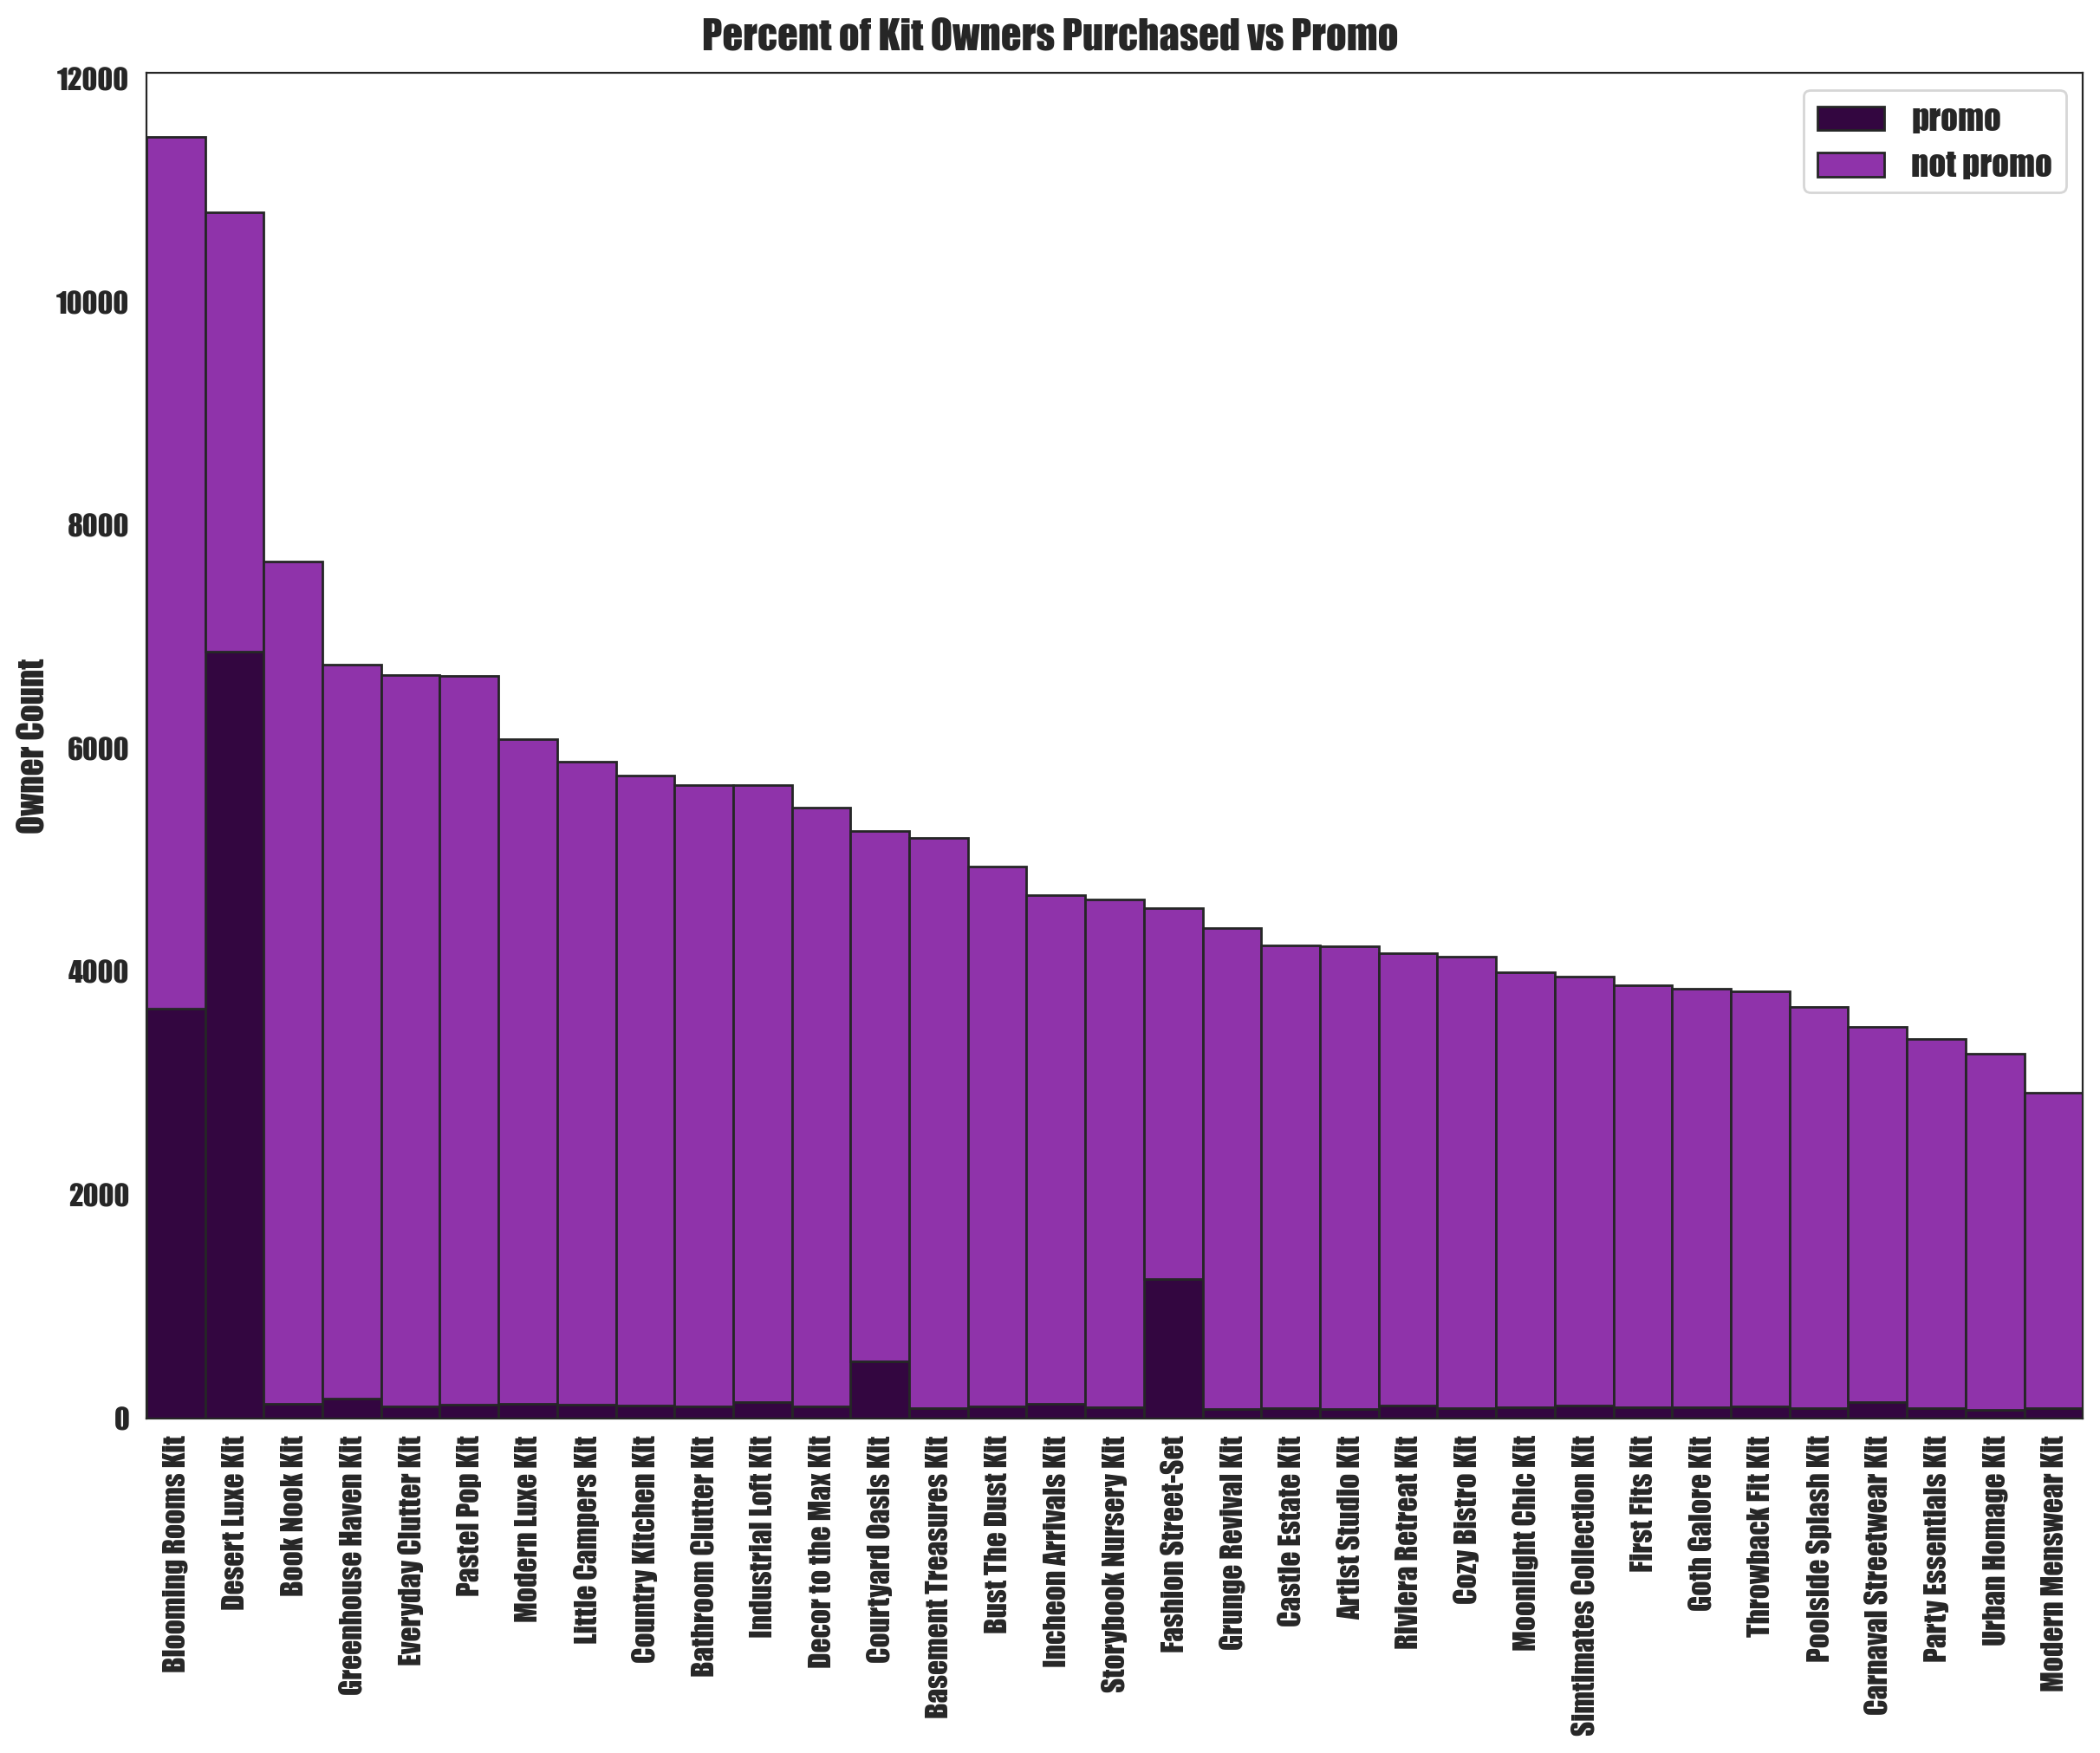 Percent of Kit Owners Purchased vs Promo
12000
10000
8000
6000
4000
2000
0
Owner Count
promo
not promo
Blooming Rooms Kit
Desert Luxe Kit
Book Nook Kit
Greenhouse Haven Kit
Everyday Clutter Kit
Pastel Pop Kit
Modern Luxe Kit
Little Campers Kit
Country Kitchen Kit
Bathroom Clutter Kit
Industrial Loft Kit
Decor to the Max Kit
Courtyard Oasis Kit
Basement Treasures Kit
Bust The Dust Kit
Incheon Arrivals Kit
Storybook Nursery Kit
Fashion Street-Set
Grunge Revival Kit
Castle Estate Kit
Artist Studio Kit
Riviera Retreat Kit
Cozy Bistro Kit
Moonlight Chic Kit
Simtimates Collection Kit
First Fits Kit
Goth Galore Kit
Throwback Fit Kit
Poolside Splash Kit
Carnaval Streetwear Kit
Party Essentials Kit
Urban Homage Kit
Modern Menswear Kit